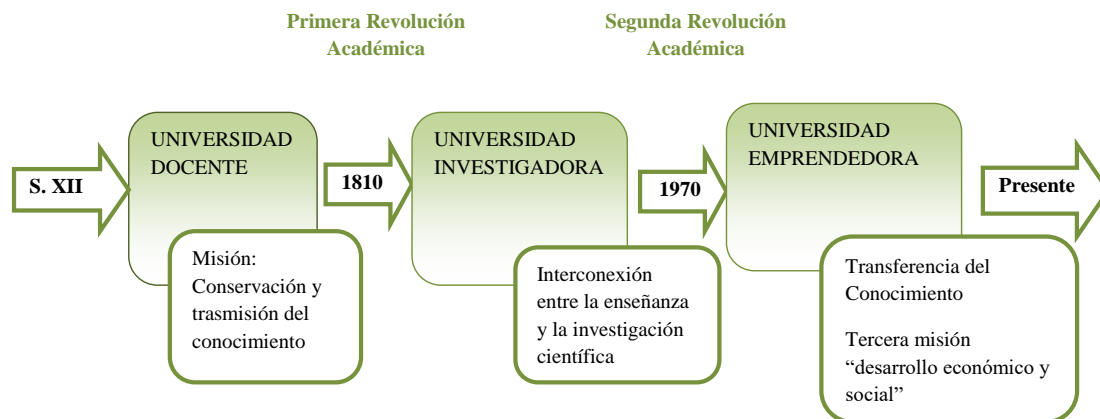 Primera Revolución
Académica
Segunda Revolución
Académica
S. XII
UNIVERSIDAD
DOCENTE
Misión:
Conservación y
trasmisión del
conocimiento
1810
UNIVERSIDAD
INVESTIGADORA
Interconexión
entre la enseñanza
y la investigación
científica
1970
UNIVERSIDAD
EMPRENDEDORA
Transferencia del
Conocimiento
Tercera misión
“desarrollo económico y
social”
Presente